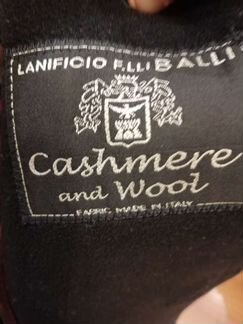 LANIFICIO F.LLI BALLI
Cashmere
and Wool
FABRIC MADE IN ITALY